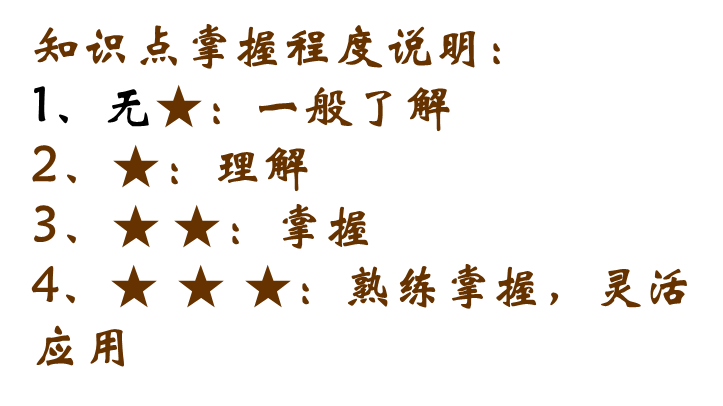 知识点掌握程度说明：
1、无★：一般了解
2、★：理解
3、★ ★：掌握
4、★ ★ ★：熟练掌握，灵活
应用